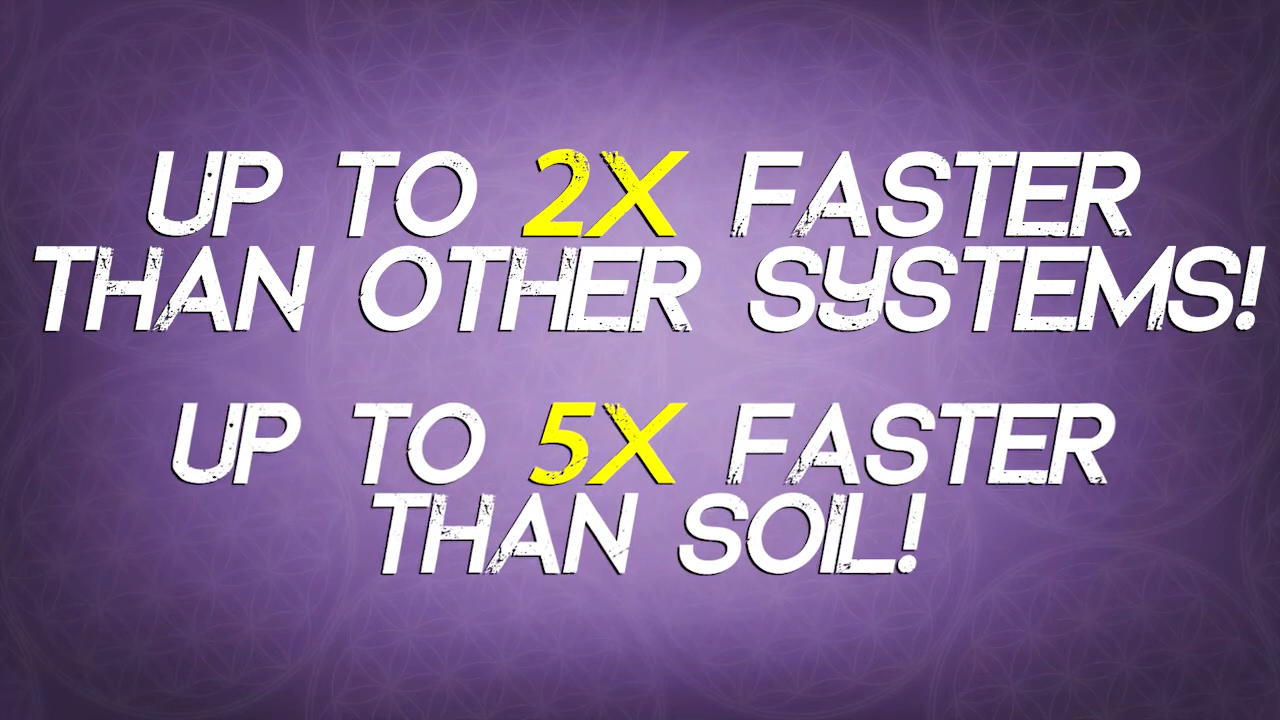 UP TO 2X FASTER
THAN OTHER SYSTEMS!
UP TO 5X FASTER
THAN SOIL!